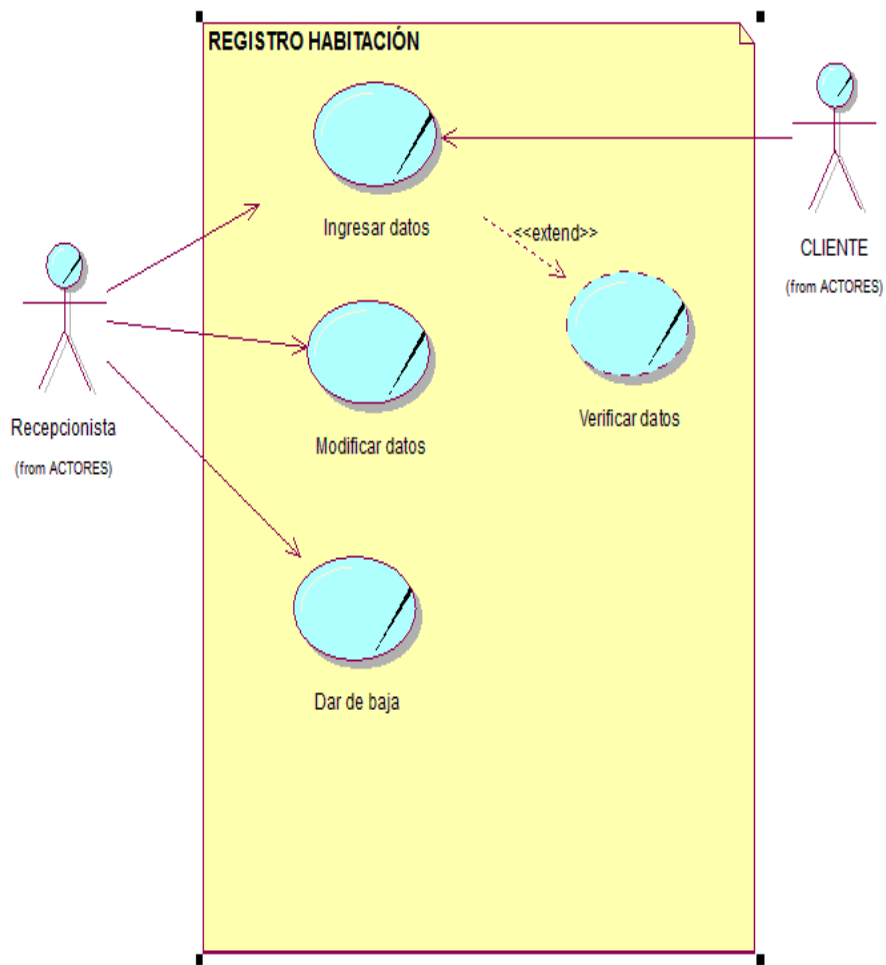 REGISTRO HABITACIÓN
Ingresar datos
<<extend>>
CLIENTE
(from ACTORES)
Recepcionista
(from ACTORES)
Modificar datos
Verificar datos
Dar de baja